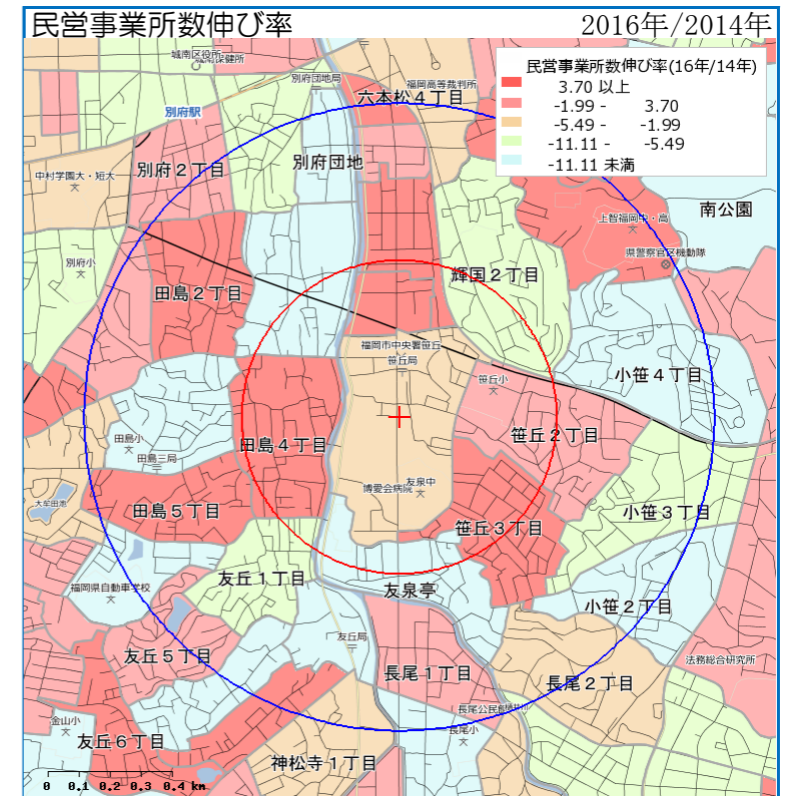 民営事業所数伸び率
2016年/2014年
民営事業所数伸び率(16年/14年)
3.70 以上
-1.99 - 3.70
-5.49 - -1.99
-11.11 - -5.49
-11.11 未満
城南区役所
別府団地局
福岡高等裁判所
六本松4丁目
別府駅
別府2丁目
別府団地
中村学園大・短大
南公園
上智福岡中・高
県警察官区機動隊
別府小
輝国2丁目
田島2丁目
福岡市中央署笹丘
笹丘局
小笹4丁目
笹丘小
笹丘2丁目
田島小
田島4丁目
田島三局
友泉中
博愛会病院
大牟田池
田島5丁目
小笹3丁目
笹丘3丁目
友丘1丁目
福岡県自動車学校
友泉亭
小笹2丁目
友丘局
友丘5丁目
法務総合研究所
長尾1丁目
長尾2丁目
長尾公民館
金山小
長尾小
友丘6丁目
神松寺1丁目
0 0.1 0.2 0.3 0.4 km